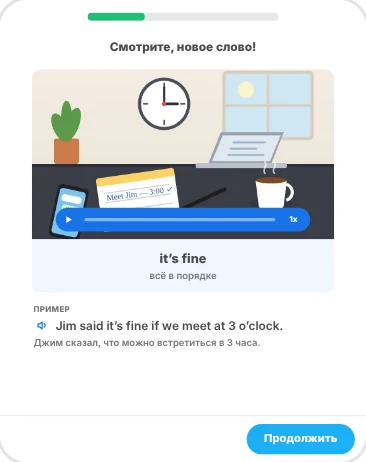 Смотрите, новое слово!
Meet Jim — 3:00 ✓
1x
it’s fine
всё в порядке
ПРИМЕР
Jim said it’s fine if we meet at 3 o’clock.
Джим сказал, что можно встретиться в 3 часа.
Продолжить